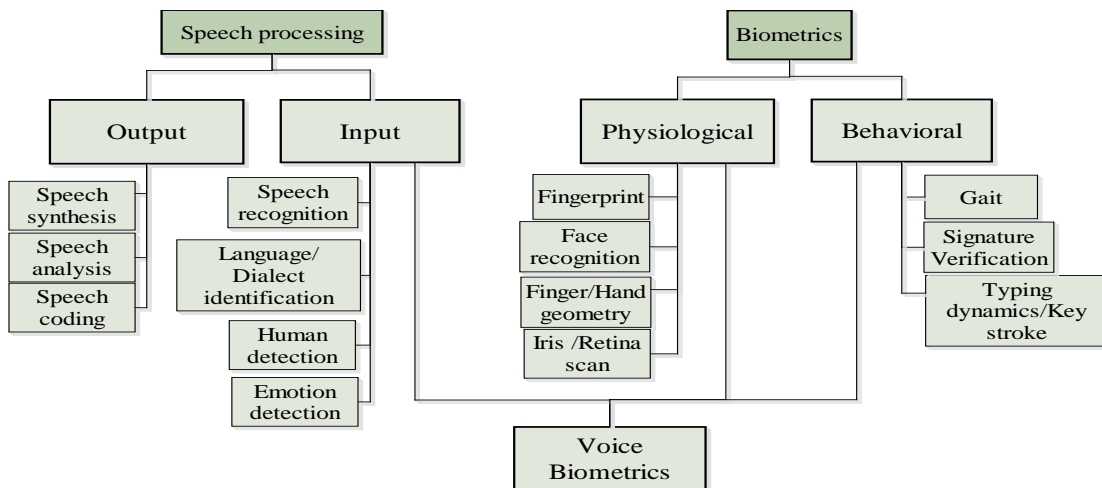 Speech processing
Biometrics
Output
Input
Physiological
Behavioral
Speech
synthesis
Speech
analysis
Speech
coding
Speech
recognition
Language/
Dialect
identification
Human
detection
Emotion
detection
Fingerprint
Face
recognition
Finger/Hand
geometry
Iris /Retina
scan
Gait
Signature
Verification
Typing
dynamics/Key
stroke
Voice
Biometrics